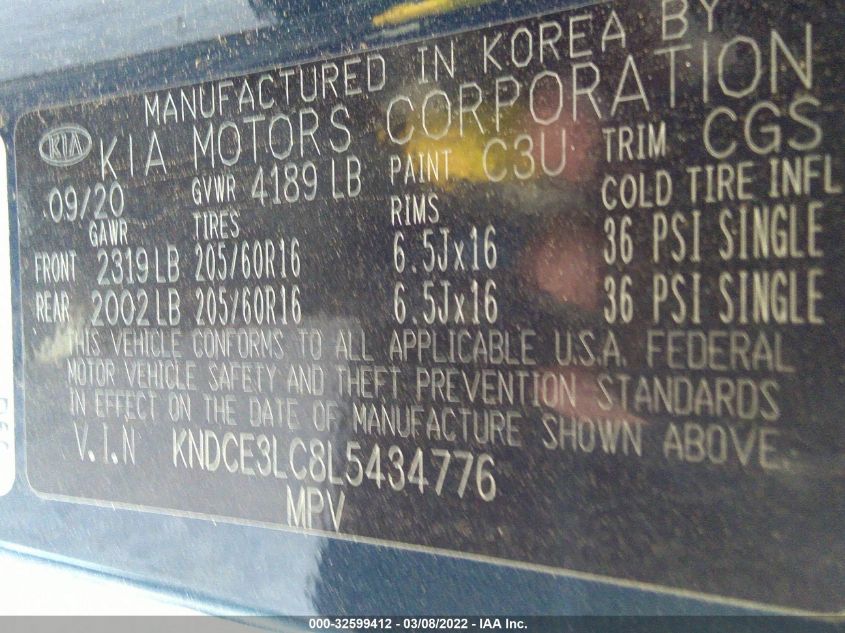 MANUFACTURED IN KOREA BY
KIA KIA MOTORS CORPORATION
09/20 GVWR 4189 LB PAINT C3U TRIM CGS
GAWR TIRES RIMS COLD TIRE INFL
FRONT 2319 LB 205/60R16 6.5Jx16 36 PSI SINGLE
REAR 2002 LB 205/60R16 6.5Jx16 36 PSI SINGLE
THIS VEHICLE CONFORMS TO ALL APPLICABLE U.S.A. FEDERAL
MOTOR VEHICLE SAFETY AND THEFT PREVENTION STANDARDS
IN EFFECT ON THE DATE OF MANUFACTURE SHOWN ABOVE.
V.I.N KNDCE3LC8L5434776
MPV
000-32599412 - 03/08/2022 - IAA Inc.